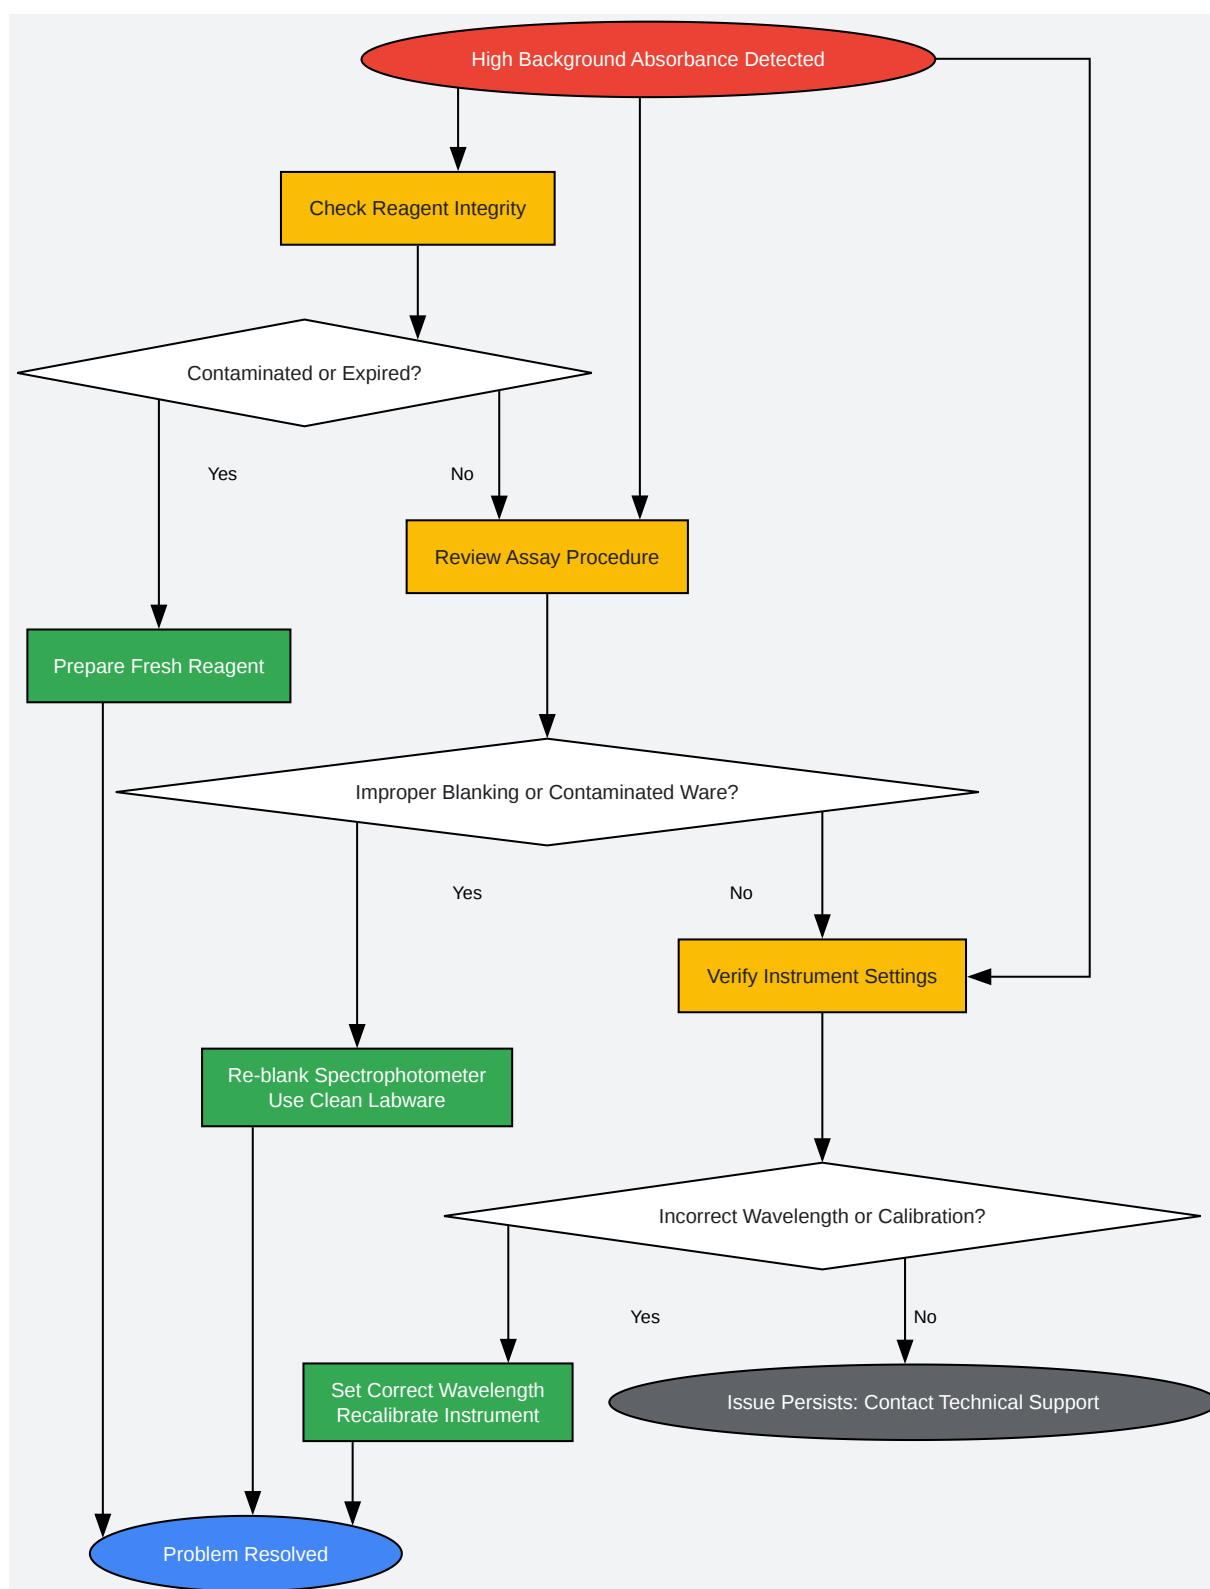 High Background Absorbance Detected
Check Reagent Integrity
Contaminated or Expired?
Yes
No
Review Assay Procedure
Prepare Fresh Reagent
Improper Blanking or Contaminated Ware?
Yes
No
Verify Instrument Settings
Re-blank Spectrophotometer
Use Clean Labware
Incorrect Wavelength or Calibration?
Yes
No
Set Correct Wavelength
Recalibrate Instrument
Issue Persists: Contact Technical Support
Problem Resolved